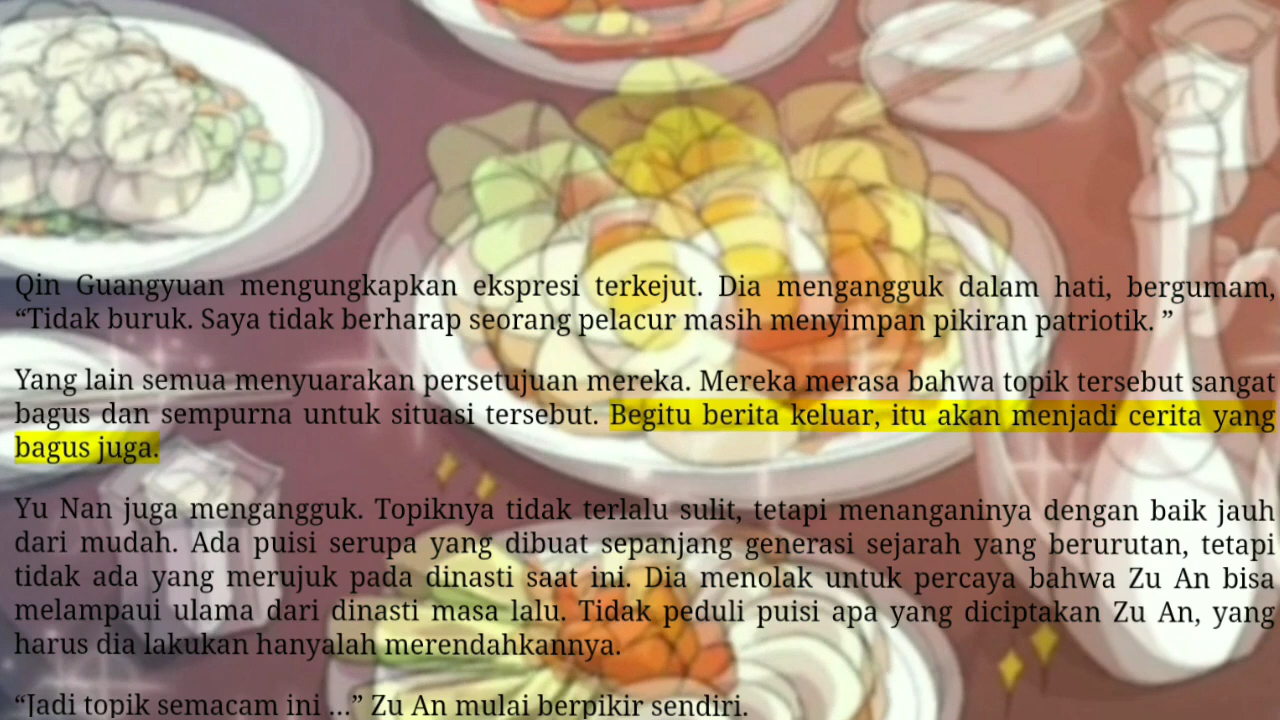 Qin Guangyuan mengungkapkan ekspresi terkejut. Dia mengangguk dalam hati, bergumam,
“Tidak buruk. Saya tidak berharap seorang pelacur masih menyimpan pikiran patriotik. ”
Yang lain semua menyuarakan persetujuan mereka. Mereka merasa bahwa topik tersebut sangat
bagus dan sempurna untuk situasi tersebut. Begitu berita keluar, itu akan menjadi cerita yang
bagus juga.
Yu Nan juga mengangguk. Topiknya tidak terlalu sulit, tetapi menanganinya dengan baik jauh
dari mudah. Ada puisi serupa yang dibuat sepanjang generasi sejarah yang berurutan, tetapi
tidak ada yang merujuk pada dinasti saat ini. Dia menolak untuk percaya bahwa Zu An bisa
melampaui ulama dari dinasti masa lalu. Tidak peduli puisi apa yang diciptakan Zu An, yang
harus dia lakukan hanyalah merendahkannya.
“Jadi topik semacam ini ...” Zu An mulai berpikir sendiri.